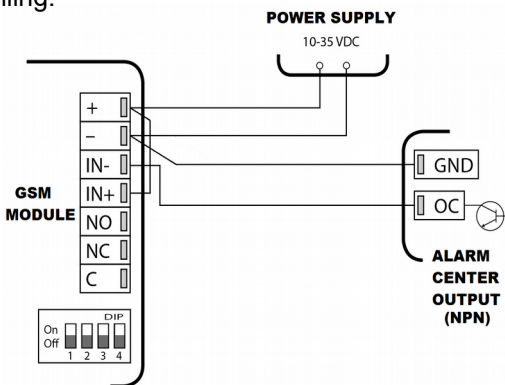 POWER SUPPLY
10-35 VDC
GSM
MODULE
+
–
IN-
IN+
NO
NC
C
GND
OC
ALARM
CENTER
OUTPUT
(NPN)
DIP
On
Off
1 2 3 4